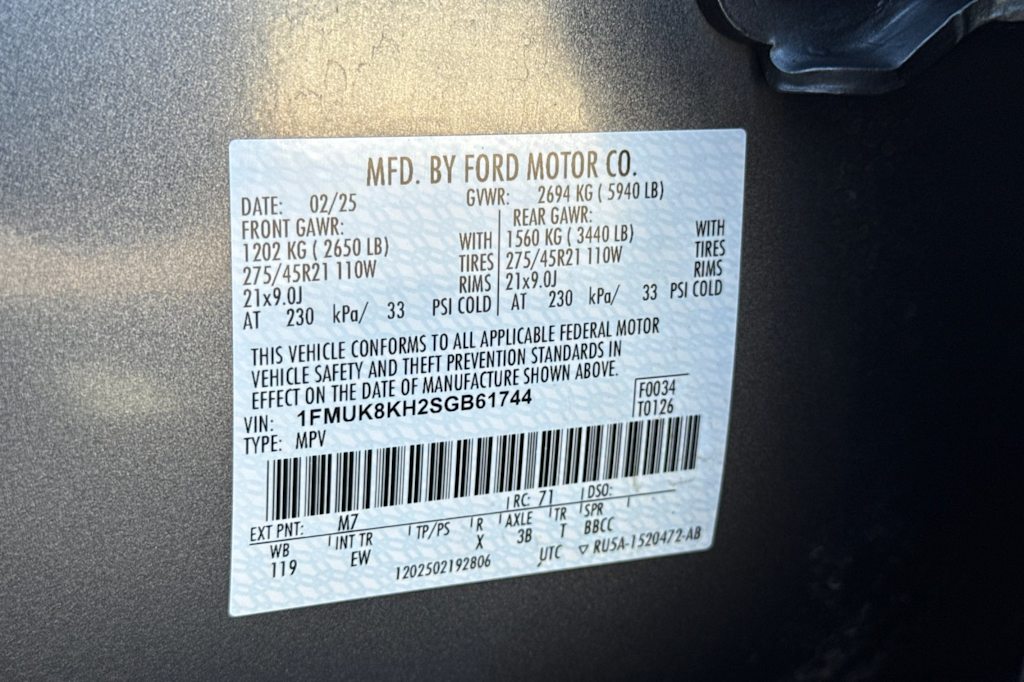 MFD. BY FORD MOTOR CO.
DATE: 02/25 GVWR: 2694 KG ( 5940 LB)
FRONT GAWR: REAR GAWR:
1202 KG ( 2650 LB) WITH 1560 KG ( 3440 LB) WITH
275/45R21 110W TIRES 275/45R21 110W TIRES
21x9.0J RIMS 21x9.0J RIMS
AT 230 kPa/ 33 PSI COLD AT 230 kPa/ 33 PSI COLD
THIS VEHICLE CONFORMS TO ALL APPLICABLE FEDERAL MOTOR
VEHICLE SAFETY AND THEFT PREVENTION STANDARDS IN
EFFECT ON THE DATE OF MANUFACTURE SHOWN ABOVE.
VIN: 1FMUK8KH2SGB61744 F0034
TYPE: MPV T0126
EXT PNT: M7 RC: 71 DSO:
WB INT TR TP/PS R AXLE TR SPR
119 EW X 3B T BBCC
1202502192806 UTC ▽ RU5A-1520472-AB